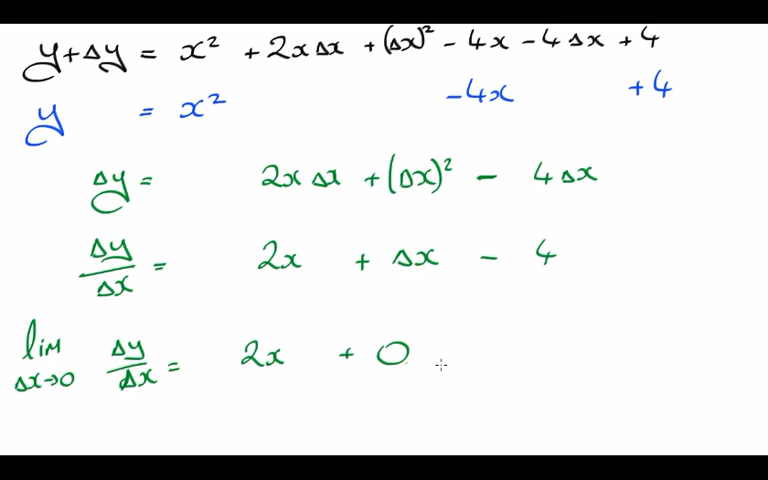 y+Δy = x² + 2xΔx + (Δx)² - 4x - 4Δx + 4
y = x² -4x +4
Δy = 2xΔx + (Δx)² - 4Δx
Δy/Δx = 2x + Δx - 4
lim Δx→0 Δy/Δx = 2x + 0